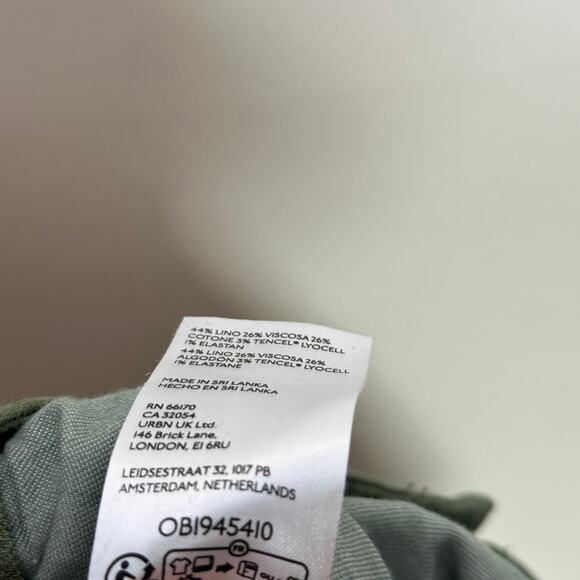 44% LINO 26% VISCOSA 26%
COTONE 3% TENCEL® LYOCELL
1% ELASTAN
44% LINO 26% VISCOSA 26%
ALGODÓN 3% TENCEL® LYOCELL
1% ELASTANE
MADE IN SRI LANKA
HECHO EN SRI LANKA
RN 66170
CA 32054
URBN UK Ltd.
146 Brick Lane,
LONDON, E1 6RU
LEIDSESTRAAT 32, 1017 PB
AMSTERDAM, NETHERLANDS
OB1945410
FR